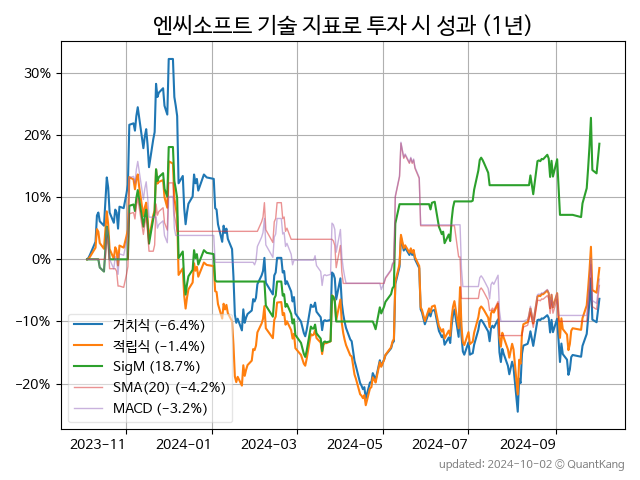 엔씨소프트 기술 지표로 투자 시 성과 (1년)
30%
20%
10%
0%
−10%
−20%
거치식 (−6.4%)
적립식 (−1.4%)
SigM (18.7%)
SMA(20) (−4.2%)
MACD (−3.2%)
2023-11 2024-01 2024-03 2024-05 2024-07 2024-09
updated: 2024-10-02 © QuantKang